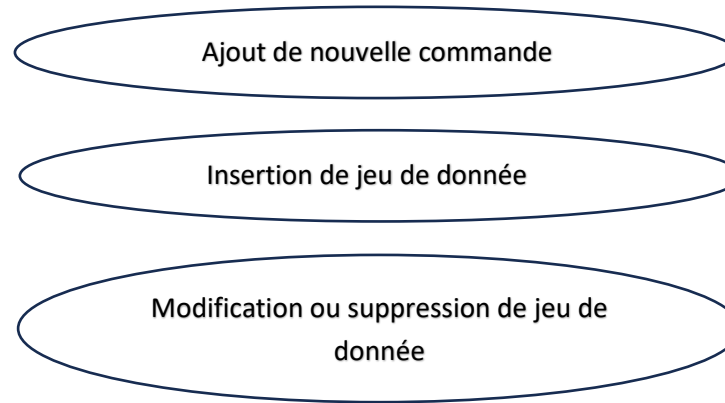 Ajout de nouvelle commande
Insertion de jeu de donnée
Modification ou suppression de jeu de
donnée